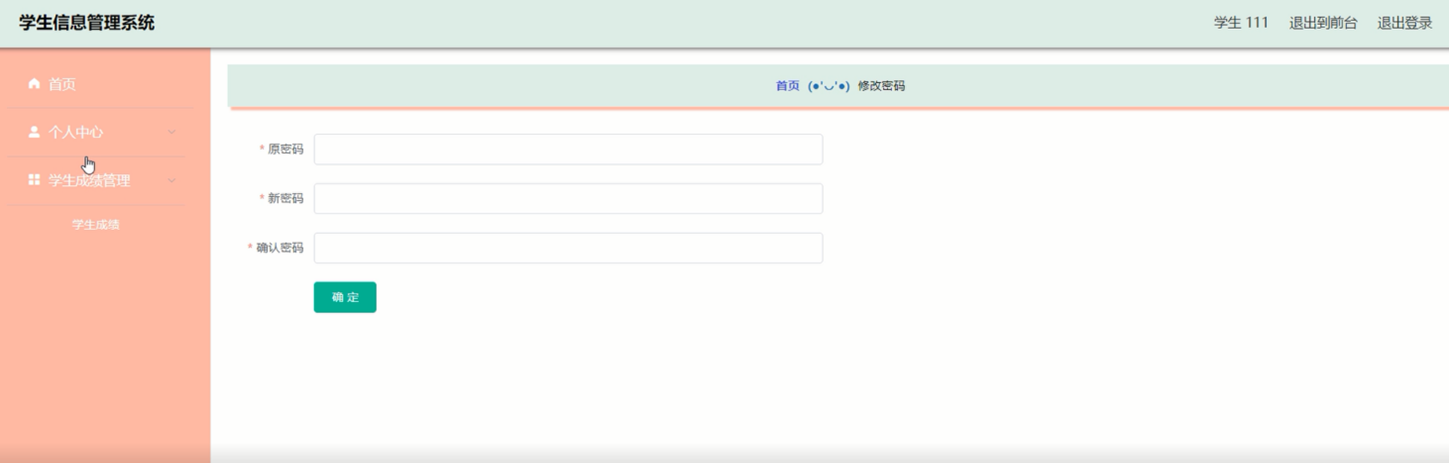 学生信息管理系统
学生 111 退出到前台 退出登录
首页
个人中心
学生成绩管理
学生成绩
首页 (●'◡'●) 修改密码
* 原密码
* 新密码
* 确认密码
确 定